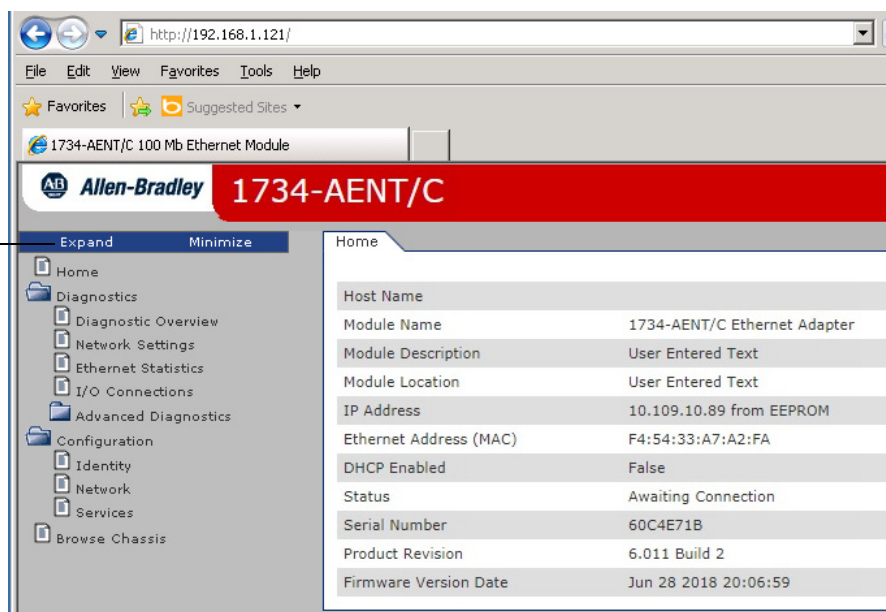 http://192.168.1.121/
File Edit View Favorites Tools Help
Favorites Suggested Sites
1734-AENT/C 100 Mb Ethernet Module
AB Allen-Bradley 1734-AENT/C
Expand Minimize
Home
Diagnostics
Diagnostic Overview
Network Settings
Ethernet Statistics
I/O Connections
Advanced Diagnostics
Configuration
Identity
Network
Services
Browse Chassis
Home
Host Name
Module Name 1734-AENT/C Ethernet Adapter
Module Description User Entered Text
Module Location User Entered Text
IP Address 10.109.10.89 from EEPROM
Ethernet Address (MAC) F4:54:33:A7:A2:FA
DHCP Enabled False
Status Awaiting Connection
Serial Number 60C4E71B
Product Revision 6.011 Build 2
Firmware Version Date Jun 28 2018 20:06:59